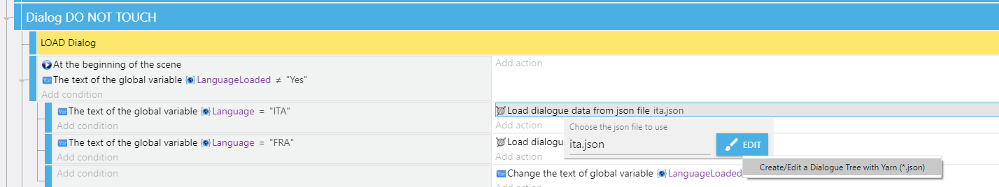 Dialog DO NOT TOUCH
LOAD Dialog
At the beginning of the scene
Add action
The text of the global variable LanguageLoaded ≠ "Yes"
Add condition
The text of the global variable Language = "ITA"
Load dialogue data from json file ita.json
Add condition
Add action
Choose the json file to use
The text of the global variable Language = "FRA"
Load dialogu
ita.json
EDIT
Add condition
Add action
Create/Edit a Dialogue Tree with Yarn (*.json)
Add condition
Change the text of global variable LanguageLoaded